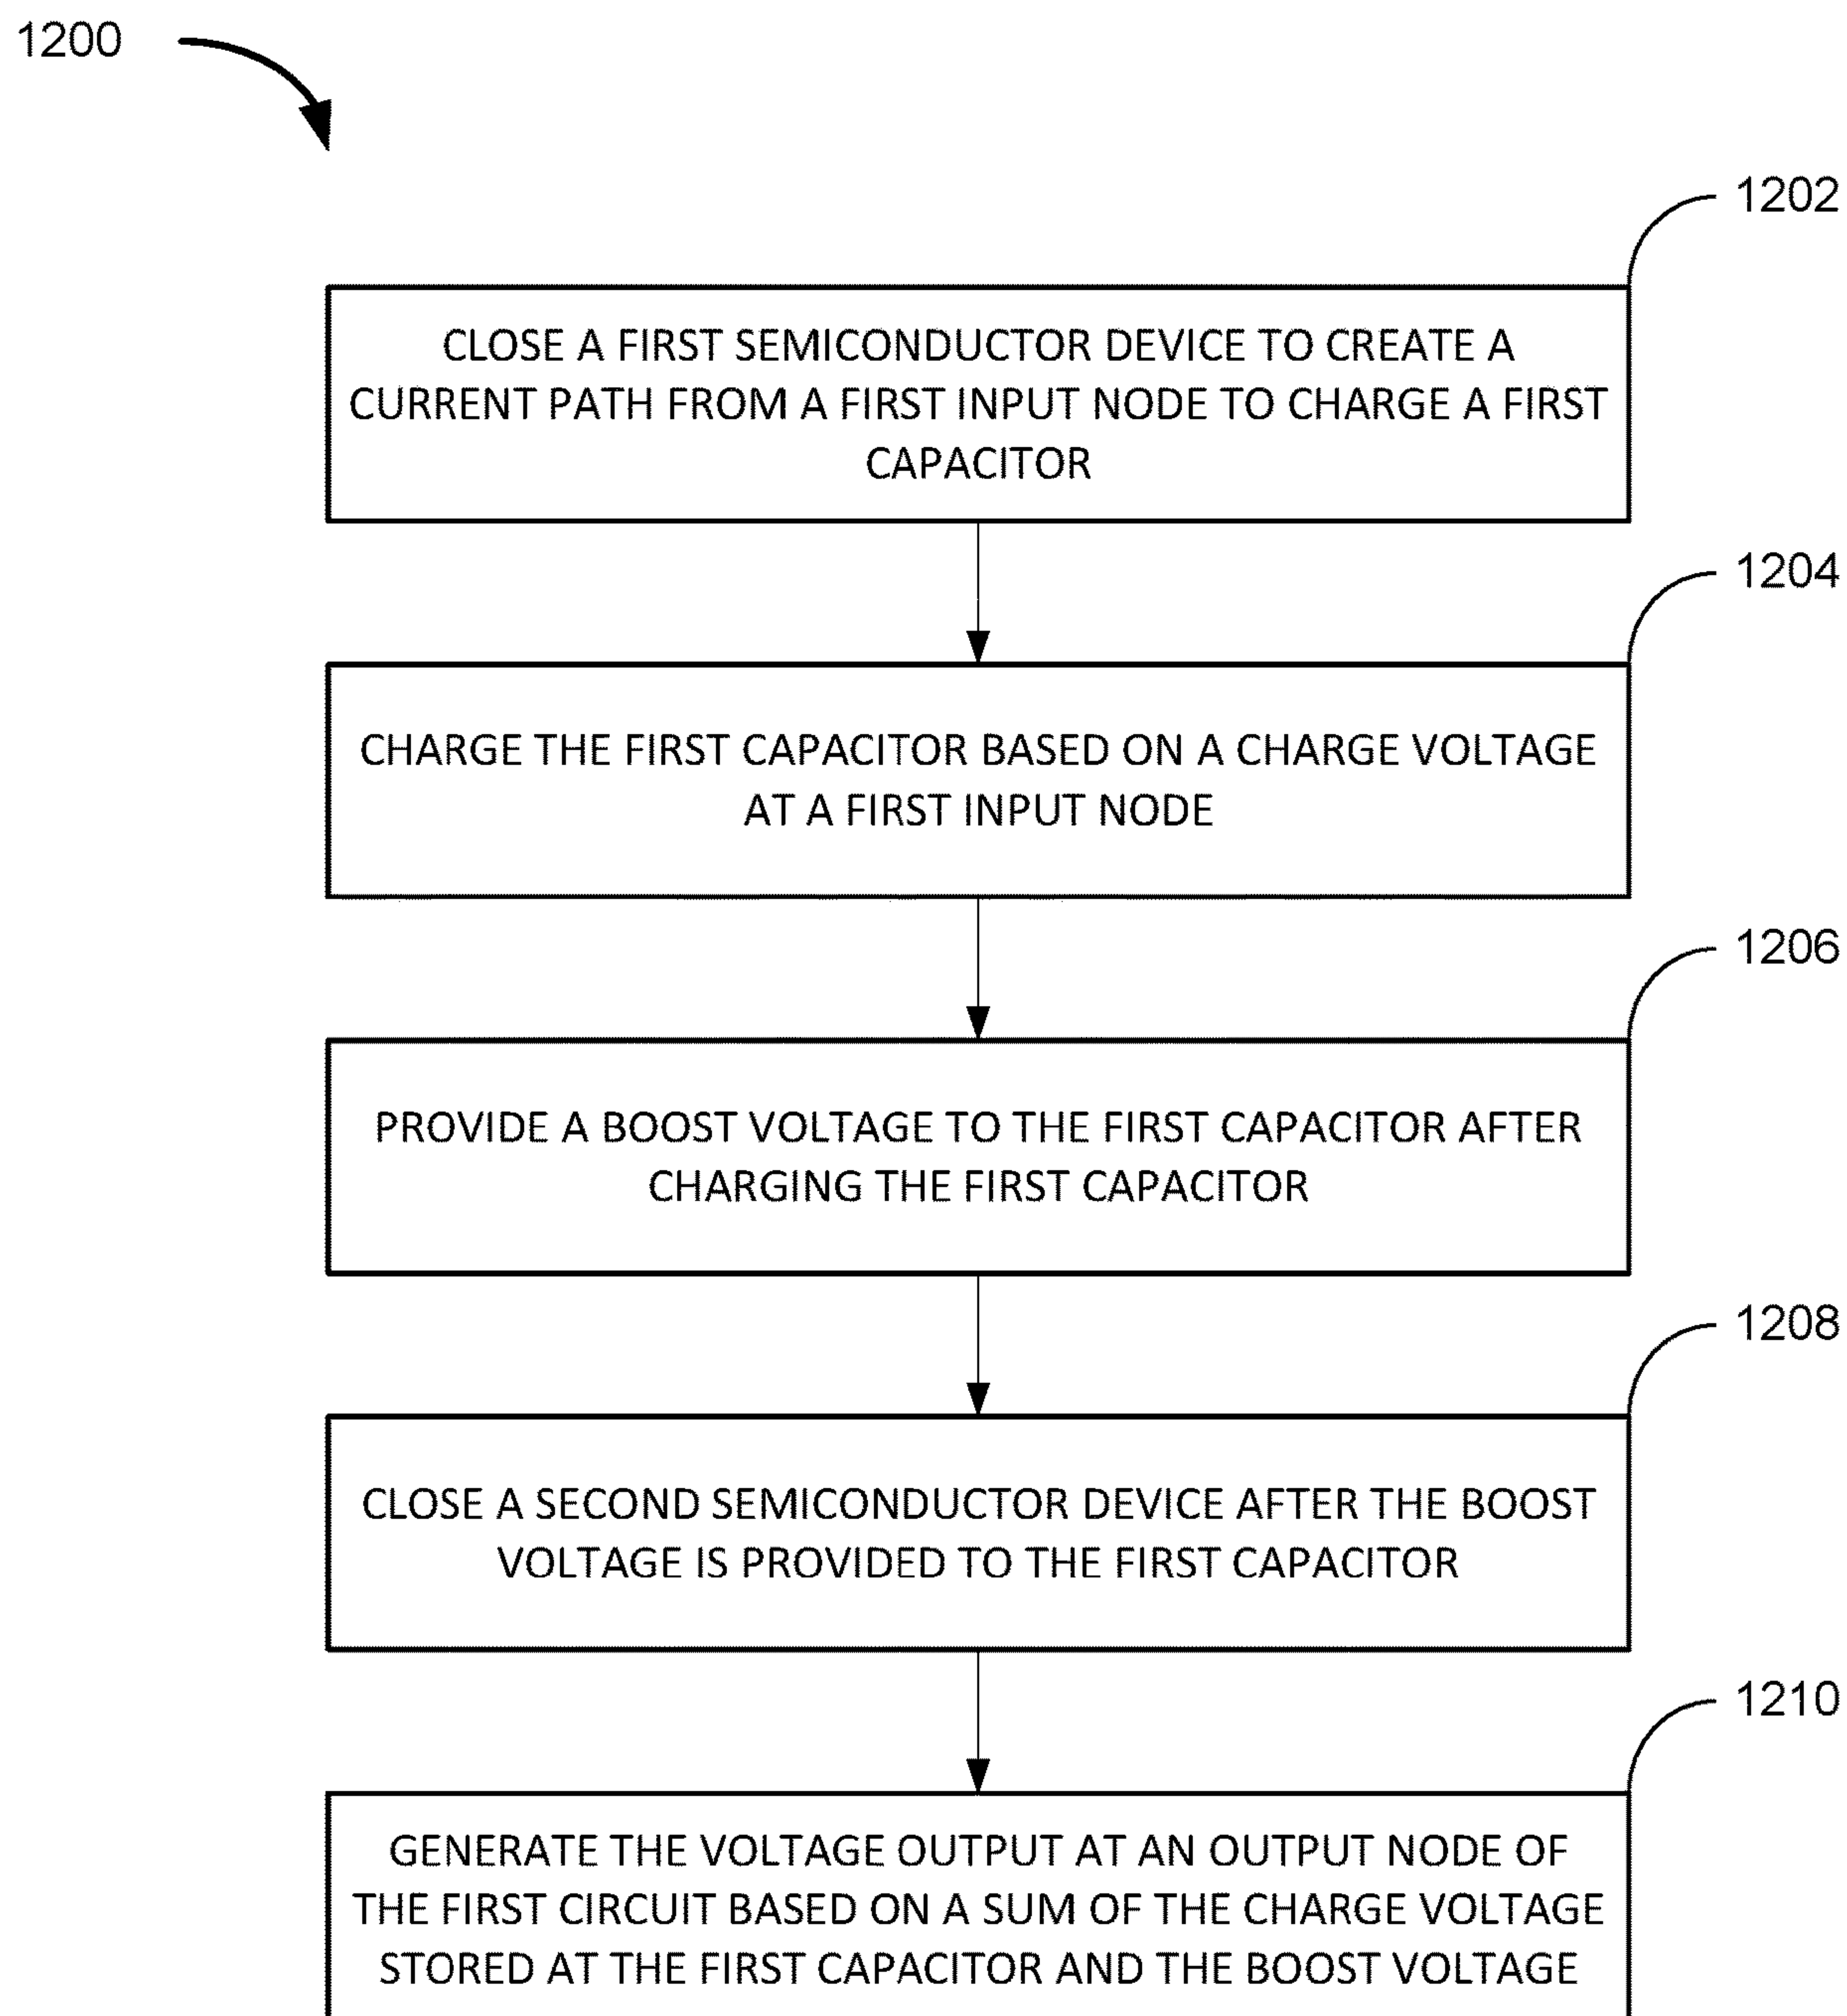 1200
1202
CLOSE A FIRST SEMICONDUCTOR DEVICE TO CREATE A
CURRENT PATH FROM A FIRST INPUT NODE TO CHARGE A FIRST
CAPACITOR
1204
CHARGE THE FIRST CAPACITOR BASED ON A CHARGE VOLTAGE
AT A FIRST INPUT NODE
1206
PROVIDE A BOOST VOLTAGE TO THE FIRST CAPACITOR AFTER
CHARGING THE FIRST CAPACITOR
1208
CLOSE A SECOND SEMICONDUCTOR DEVICE AFTER THE BOOST
VOLTAGE IS PROVIDED TO THE FIRST CAPACITOR
1210
GENERATE THE VOLTAGE OUTPUT AT AN OUTPUT NODE OF
THE FIRST CIRCUIT BASED ON A SUM OF THE CHARGE VOLTAGE
STORED AT THE FIRST CAPACITOR AND THE BOOST VOLTAGE